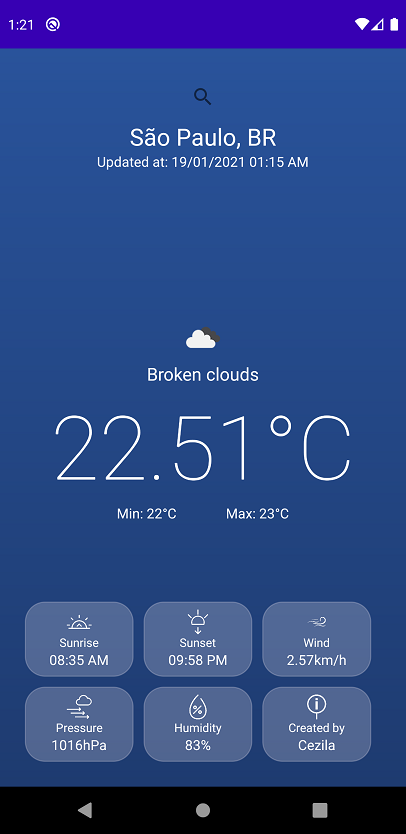 1:21
São Paulo, BR
Updated at: 19/01/2021 01:15 AM
Broken clouds
22.51°C
Min: 22°C Max: 23°C
Sunrise Sunset Wind
08:35 AM 09:58 PM 2.57km/h
Pressure Humidity Created by
1016hPa 83% Cezila